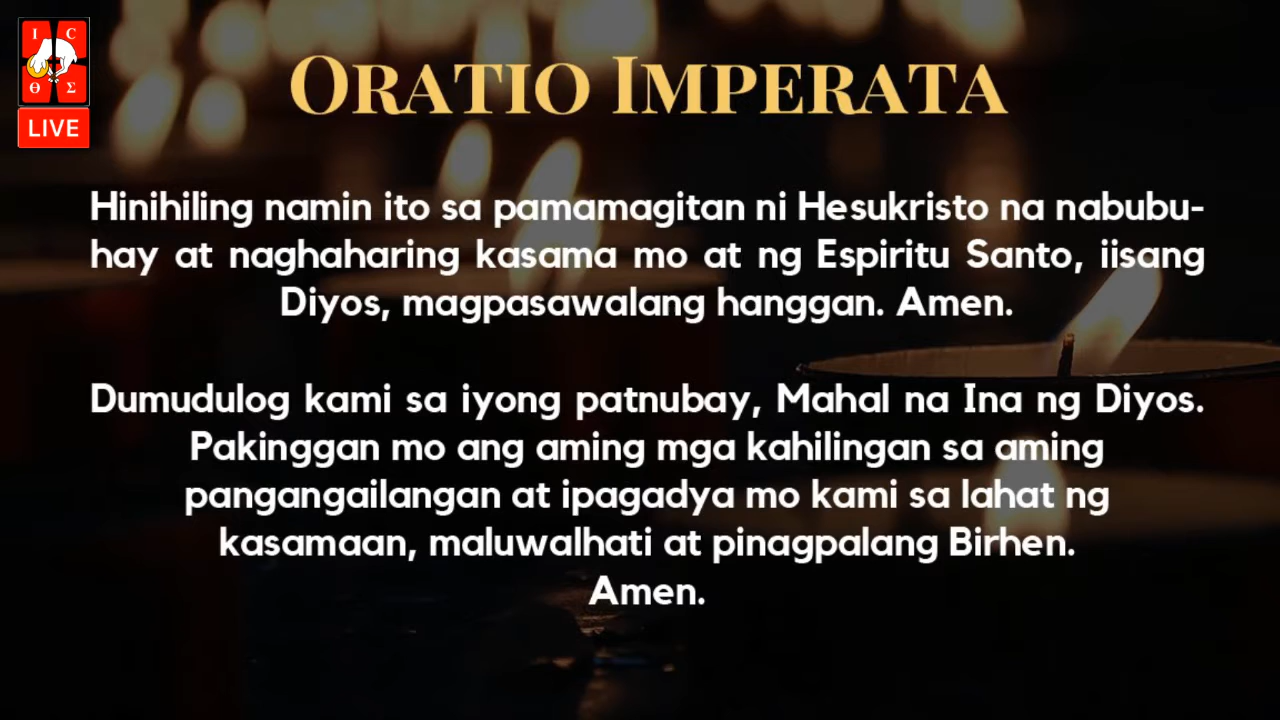 I C
Θ Σ
LIVE
ORATIO IMPERATA
Hinihiling namin ito sa pamamagitan ni Hesukristo na nabubu-
hay at naghaharing kasama mo at ng Espiritu Santo, iisang
Diyos, magpasawalang hanggan. Amen.
Dumudulog kami sa iyong patnubay, Mahal na Ina ng Diyos.
Pakinggan mo ang aming mga kahilingan sa aming
pangangailangan at ipagadya mo kami sa lahat ng
kasamaan, maluwalhati at pinagpalang Birhen.
Amen.